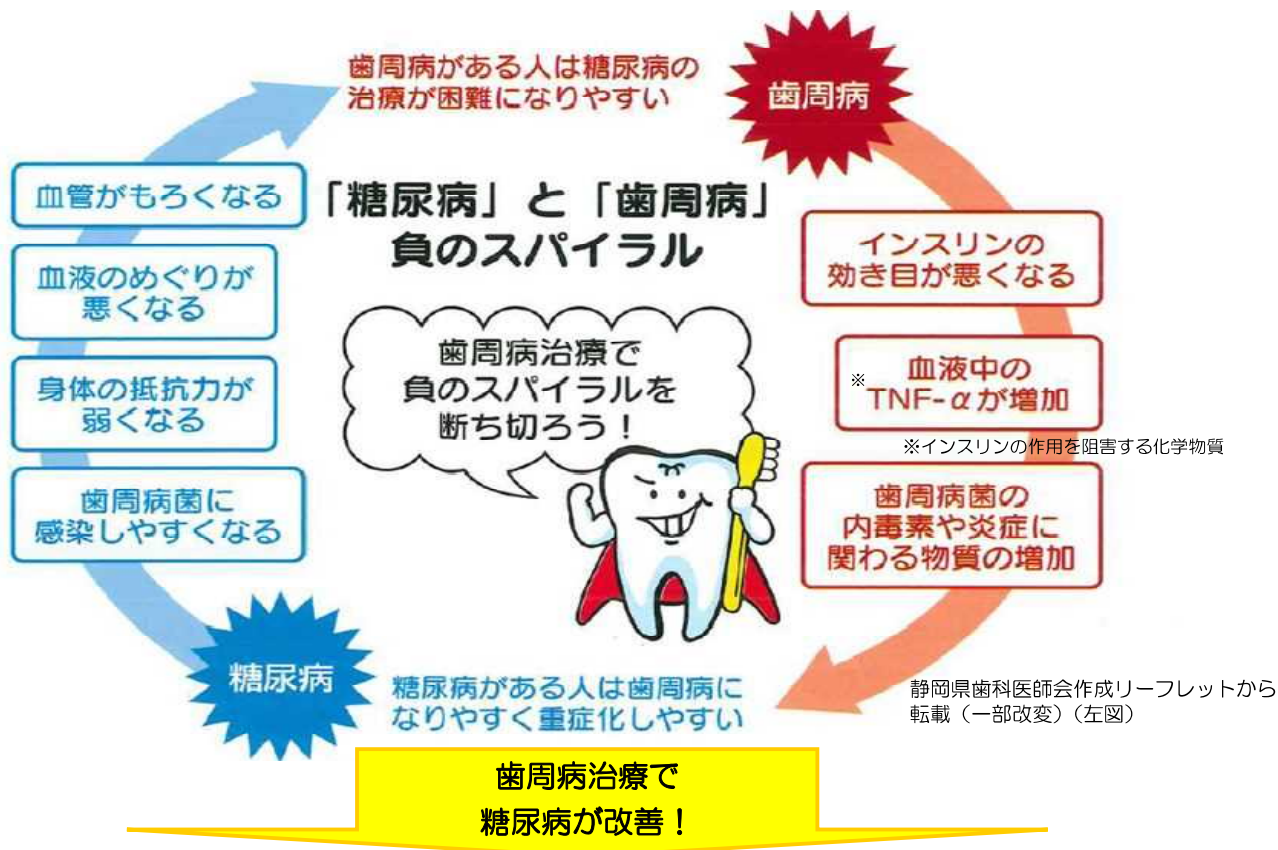 歯周病がある人は糖尿病の
治療が困難になりやすい
歯周病
「糖尿病」と「歯周病」
負のスパイラル
血管がもろくなる
血液のめぐりが
悪くなる
身体の抵抗力が
弱くなる
歯周病菌に
感染しやすくなる
歯周病治療で
負のスパイラルを
断ち切ろう！
インスリンの
効き目が悪くなる
※血液中の
TNF-αが増加
※インスリンの作用を阻害する化学物質
歯周病菌の
内毒素や炎症に
関わる物質の増加
糖尿病
糖尿病がある人は歯周病に
なりやすく重症化しやすい
静岡県歯科医師会作成リーフレットから
転載（一部改変）（左図）
歯周病治療で
糖尿病が改善！